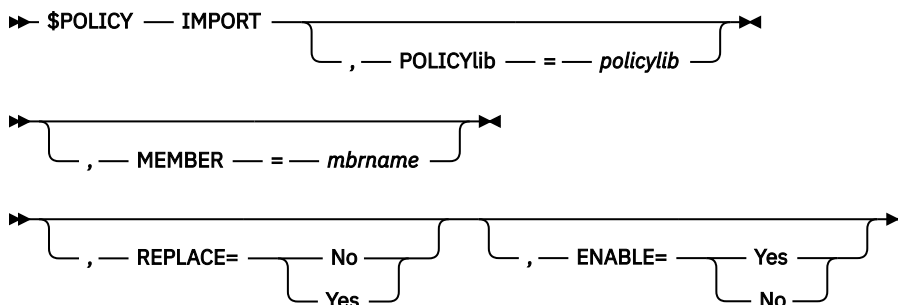 $POLICY — IMPORT
, — POLICYlib — = — policylib
, — MEMBER — = — mbrname
, — REPLACE= No , — ENABLE= Yes
Yes No